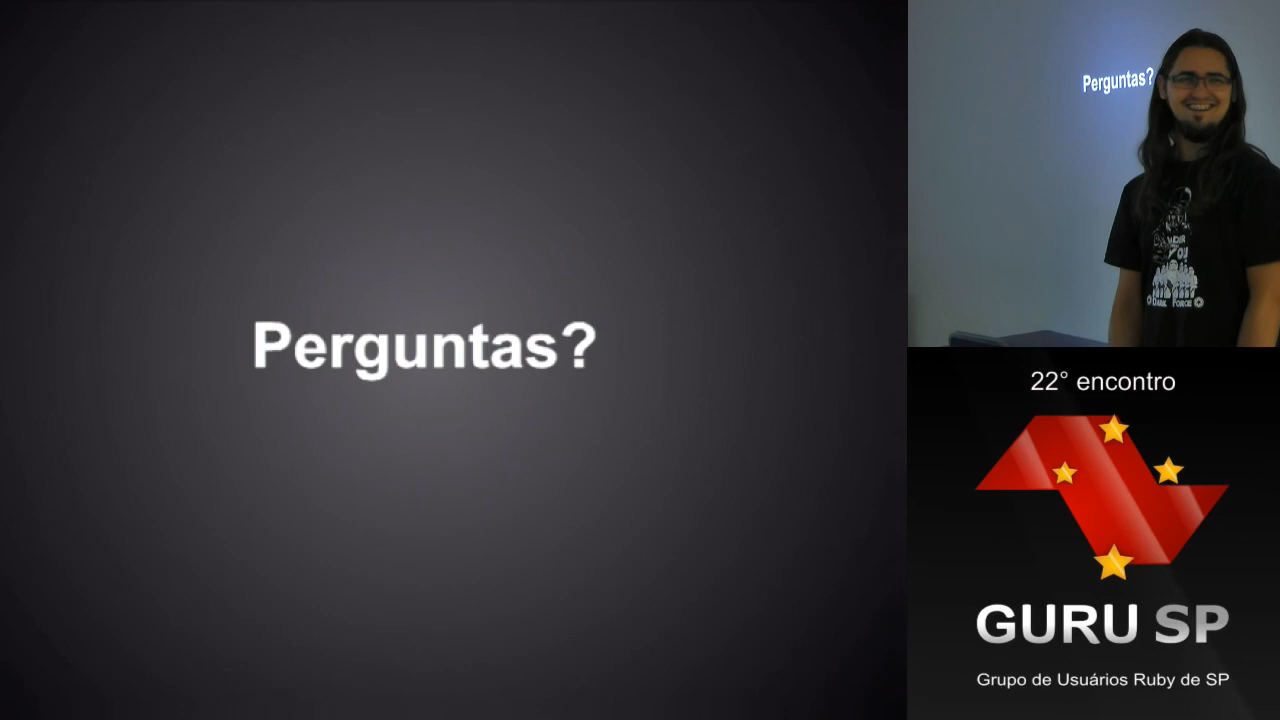 Perguntas?
Perguntas?
22° encontro
GURU SP
Grupo de Usuários Ruby de SP